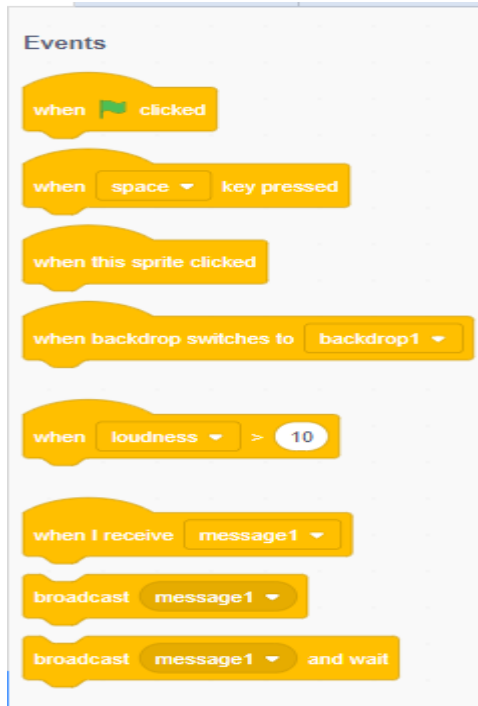 Events
when clicked
when space key pressed
when this sprite clicked
when backdrop switches to backdrop1
when loudness > 10
when I receive message1
broadcast message1
broadcast message1 and wait